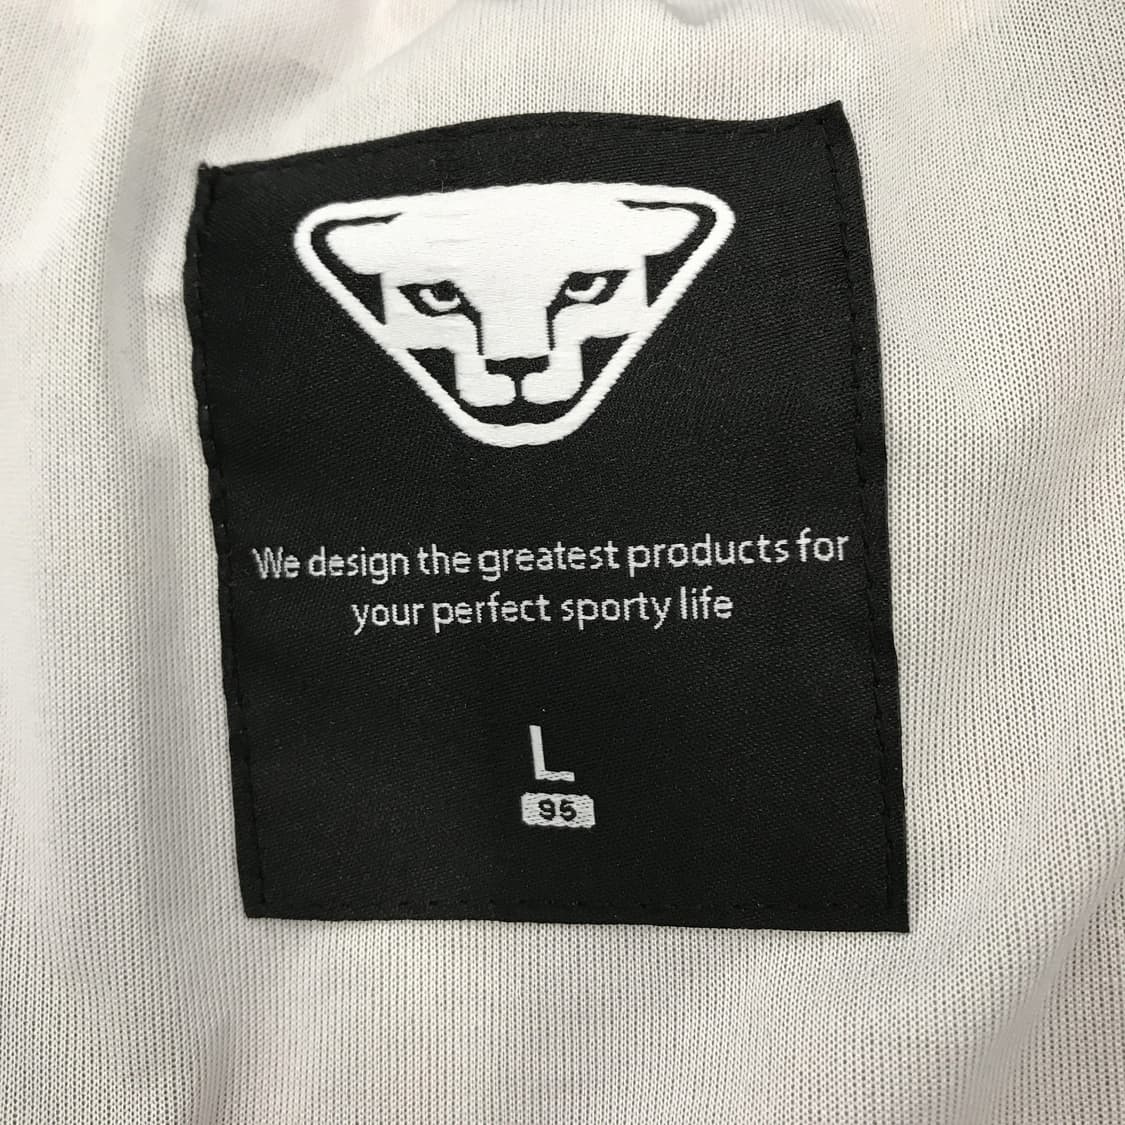 We design the greatest products for
your perfect sporty life
L
95